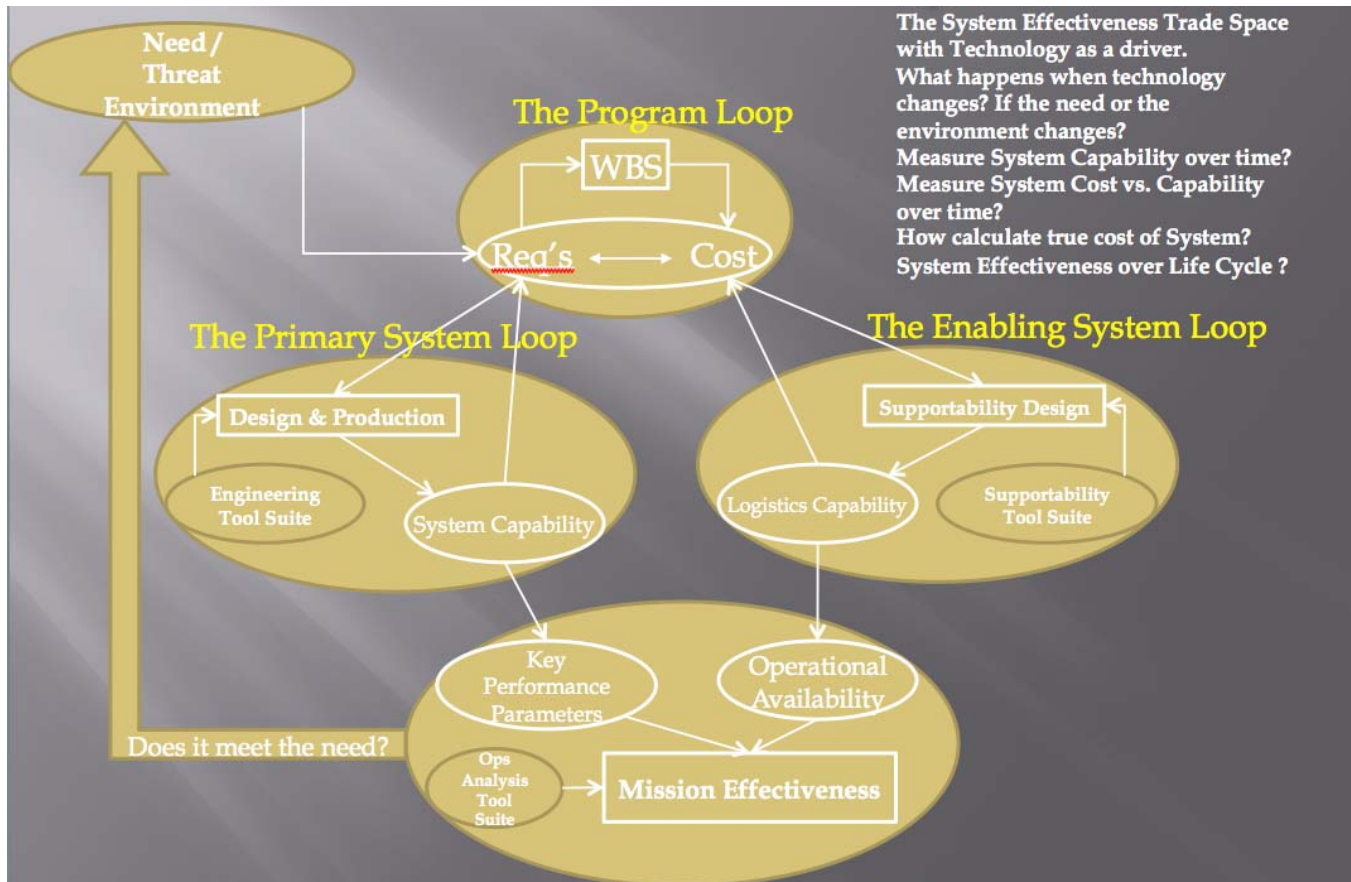 Need /
Threat
Environment
The System Effectiveness Trade Space
with Technology as a driver.
What happens when technology
changes? If the need or the
environment changes?
Measure System Capability over time?
Measure System Cost vs. Capability
over time?
How calculate true cost of System?
System Effectiveness over Life Cycle ?
The Program Loop
WBS
Req's
Cost
The Primary System Loop
Design & Production
Engineering
Tool Suite
System Capability
The Enabling System Loop
Supportability Design
Logistics Capability
Supportability
Tool Suite
Key
Performance
Parameters
Operational
Availability
Ops
Analysis
Tool
Suite
Mission Effectiveness
Does it meet the need?